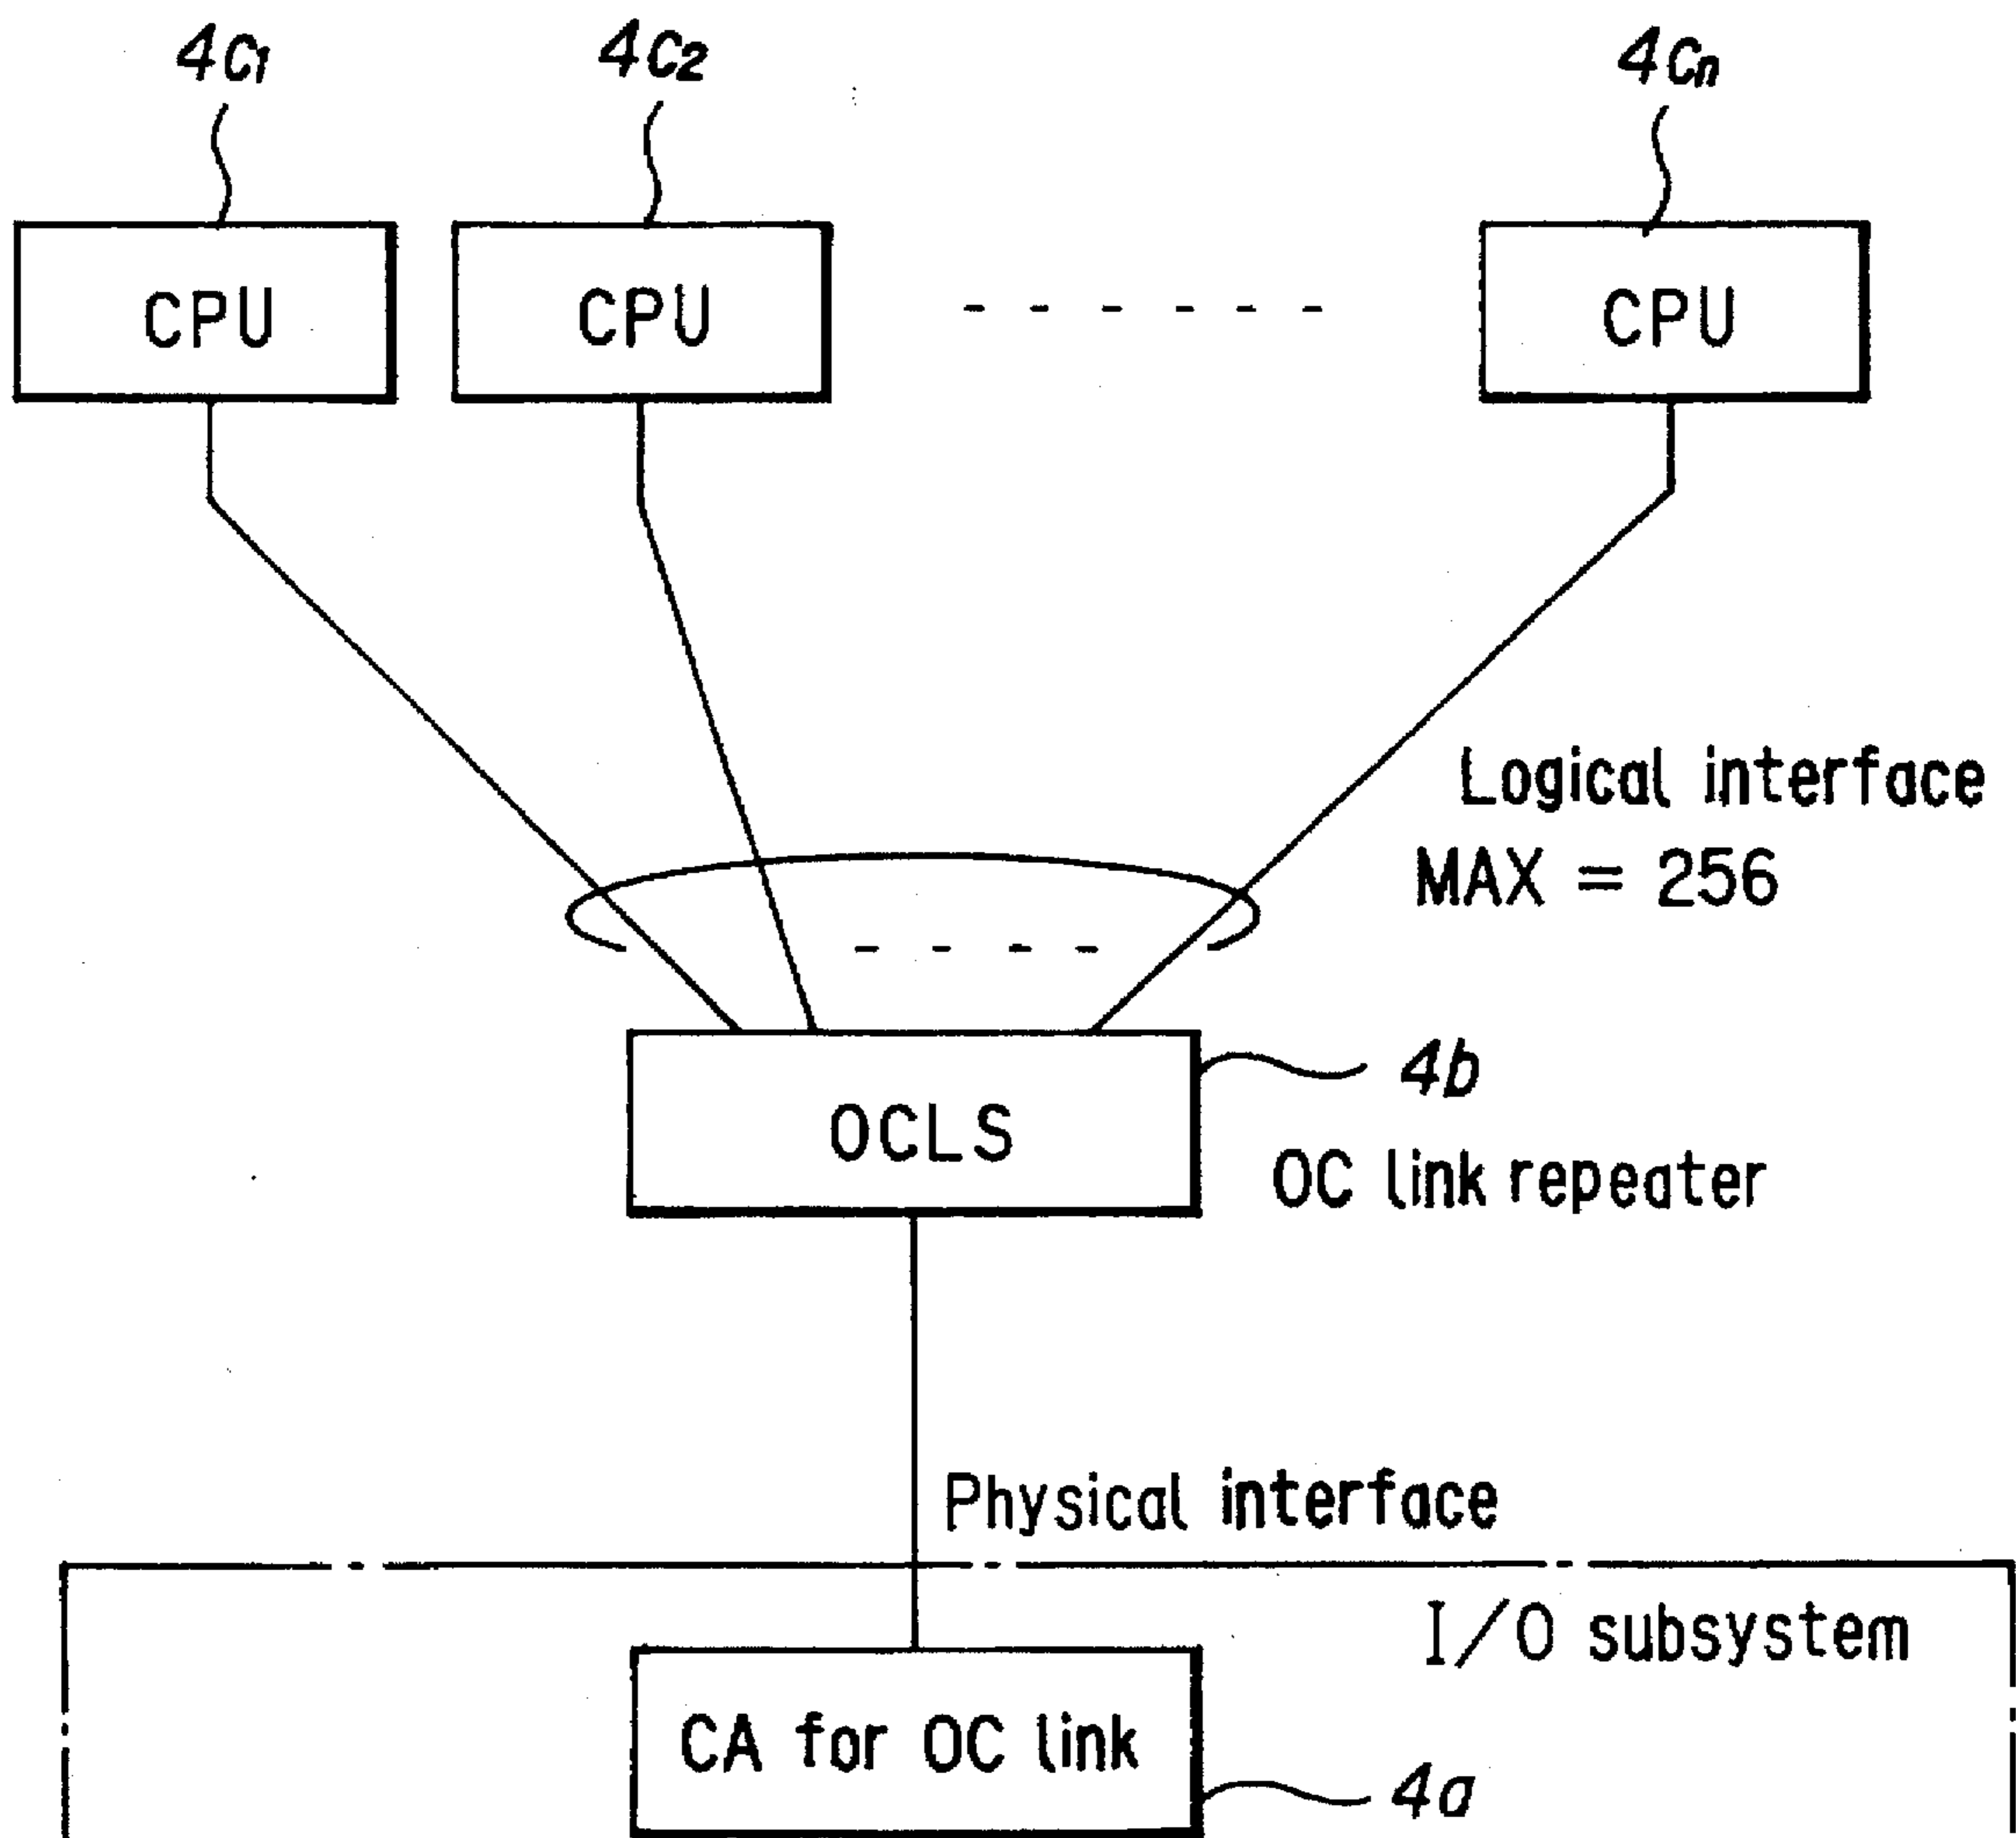 4c1
4c2
4cn
CPU
CPU
CPU
Logical interface
MAX = 256
OCLS
4b
OC link repeater
Physical interface
I/O subsystem
CA for OC link
4a